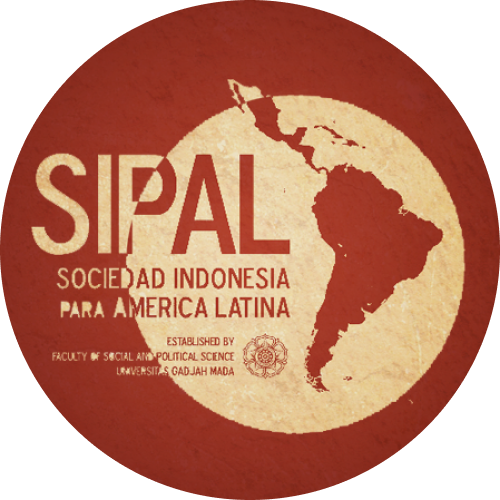 SIPAL
SOCIEDAD INDONESIA
PARA AMERICA LATINA
ESTABLISHED BY
FACULTY OF SOCIAL AND POLITICAL SCIENCE
UNIVERSITAS GADJAH MADA